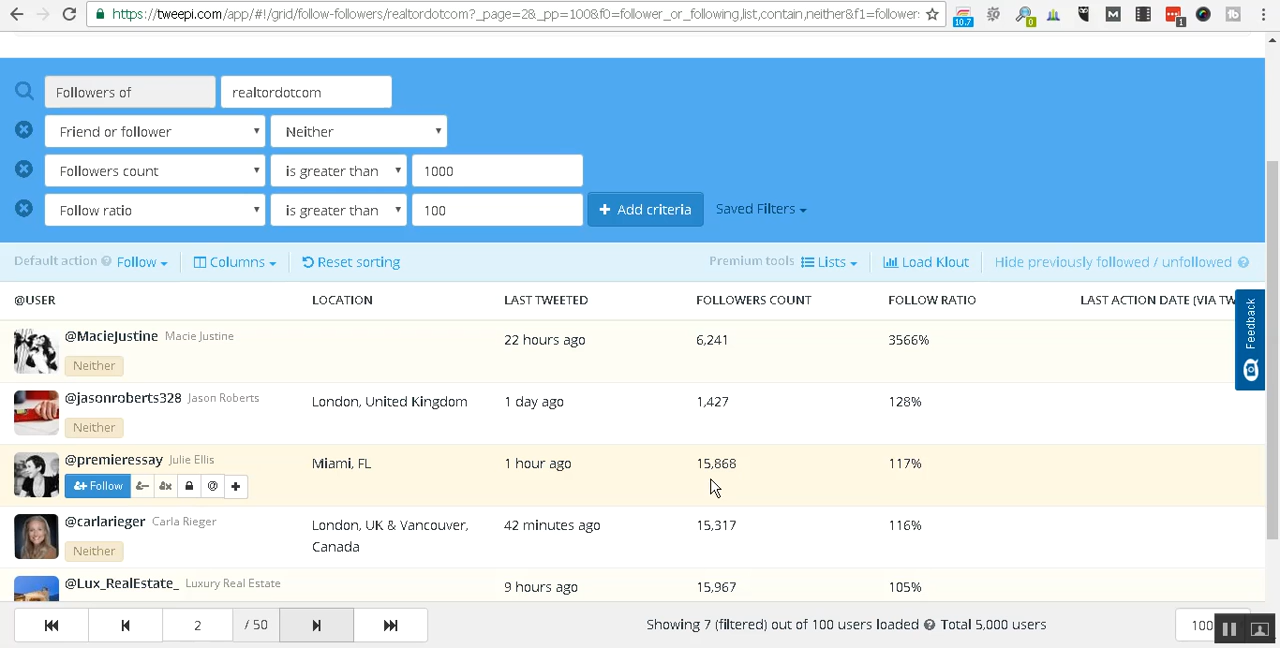 https://tweepi.com/app/#!/grid/follow-followers/realtordotcom?_page=2&_pp=100&f0=follower_or_following,list,contain,neither&f1=follower:
10.7
0
M
1
Followers of
realtordotcom
Friend or follower
Neither
Followers count
is greater than
1000
Follow ratio
is greater than
100
+ Add criteria
Saved Filters
Default action ? Follow
Columns
Reset sorting
Premium tools
Lists
Load Klout
Hide previously followed / unfollowed ?
@USER LOCATION LAST TWEETED FOLLOWERS COUNT FOLLOW RATIO LAST ACTION DATE (VIA TW
@MacieJustine Macie Justine 22 hours ago 6,241 3566%
Neither
@jasonroberts328 Jason Roberts London, United Kingdom 1 day ago 1,427 128%
Neither
@premieressay Julie Ellis Miami, FL 1 hour ago 15,868 117%
Follow @ +
@carlarieger Carla Rieger London, UK & Vancouver, 42 minutes ago 15,317 116%
Canada
Neither
@Lux_RealEstate_ Luxury Real Estate 9 hours ago 15,967 105%
Feedback
2 / 50
Showing 7 (filtered) out of 100 users loaded ? Total 5,000 users
100